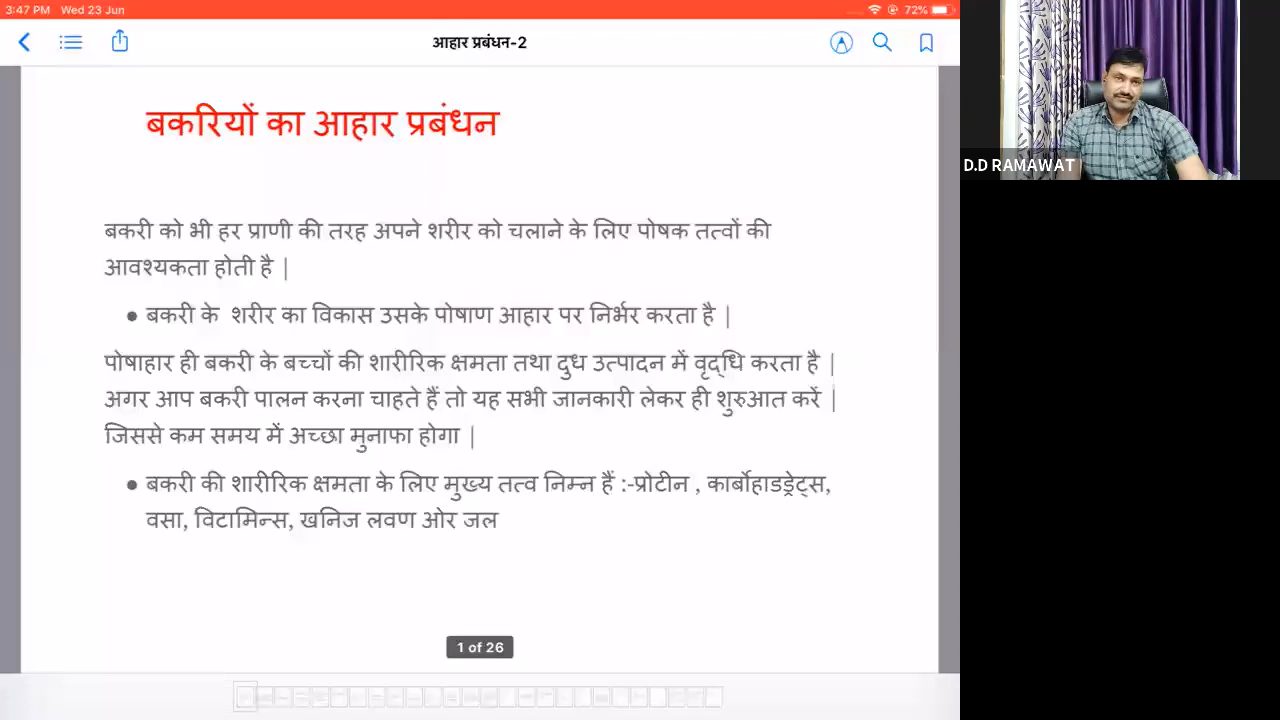 3:47 PM Wed 23 Jun
72%
आहार प्रबंधन-2
बकरियों का आहार प्रबंधन
बकरी को भी हर प्राणी की तरह अपने शरीर को चलाने के लिए पोषक तत्वों की
आवश्यकता होती है |
● बकरी के शरीर का विकास उसके पोषाण आहार पर निर्भर करता है |
पोषाहार ही बकरी के बच्चों की शारीरिक क्षमता तथा दुध उत्पादन में वृद्धि करता है |
अगर आप बकरी पालन करना चाहते हैं तो यह सभी जानकारी लेकर ही शुरुआत करें |
जिससे कम समय में अच्छा मुनाफा होगा |
● बकरी की शारीरिक क्षमता के लिए मुख्य तत्व निम्न हैं :-प्रोटीन , कार्बोहाडड्रेट्स,
वसा, विटामिन्स, खनिज लवण ओर जल
1 of 26
D.D RAMAWAT